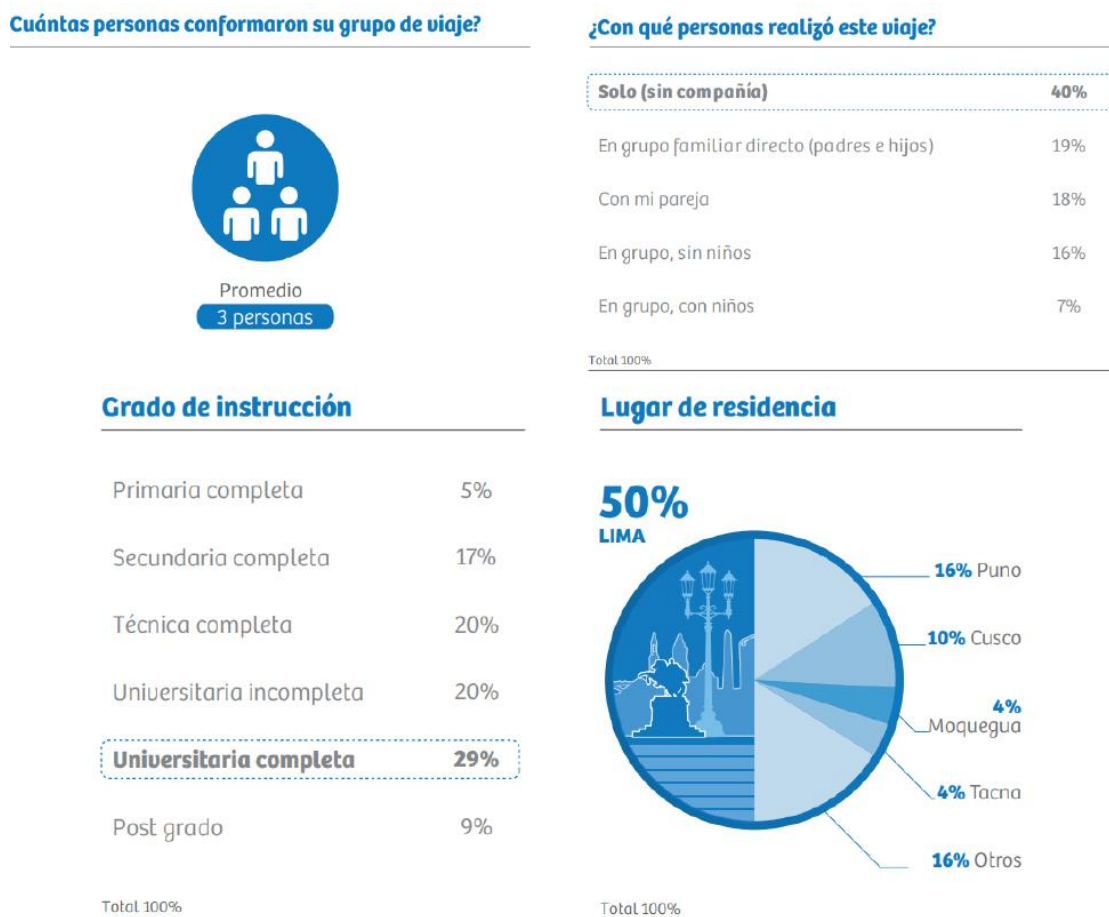 Cuántas personas conformaron su grupo de viaje?
Promedio
3 personas
¿Con qué personas realizó este viaje?
Solo (sin compañía) 40%
En grupo familiar directo (padres e hijos) 19%
Con mi pareja 18%
En grupo, sin niños 16%
En grupo, con niños 7%
Total 100%
Grado de instrucción
Primaria completa 5%
Secundaria completa 17%
Técnica completa 20%
Universitaria incompleta 20%
Universitaria completa 29%
Post grado 9%
Total 100%
Lugar de residencia
50%
LIMA
16% Puno
10% Cusco
4%
Moquegua
4% Tacna
16% Otros
Total 100%